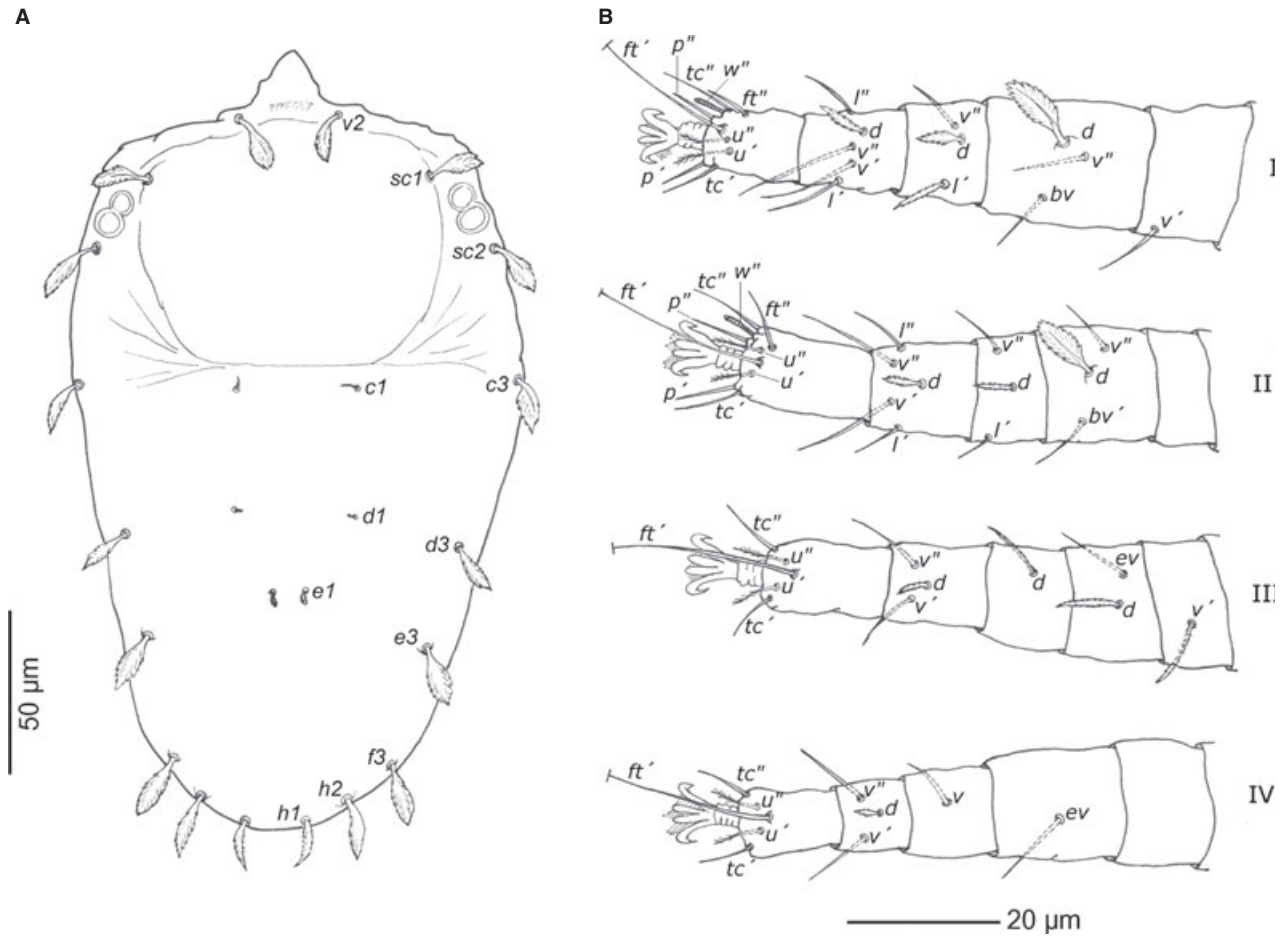 A
v2
sc1
sc2
c1
c3
d1
d3
e1
e3
f3
h2
h1
50 µm
B
ft´
p"
tc"
w"
ft"
l"
d
v"
d
d
v"
u"
u´
v"
v´
l´
bv
p´
tc´
l´
v´
I
ft´
p"
tc"
w"
ft"
l"
v"
v"
d
u"
u´
v"
d
d
p´
tc´
v´
l´
l´
bv´
II
ft´
tc"
u"
u´
tc´
v"
d
v´
d
ev
d
v´
III
ft´
tc"
u"
u´
tc´
v"
d
v´
v
ev
IV
20 µm